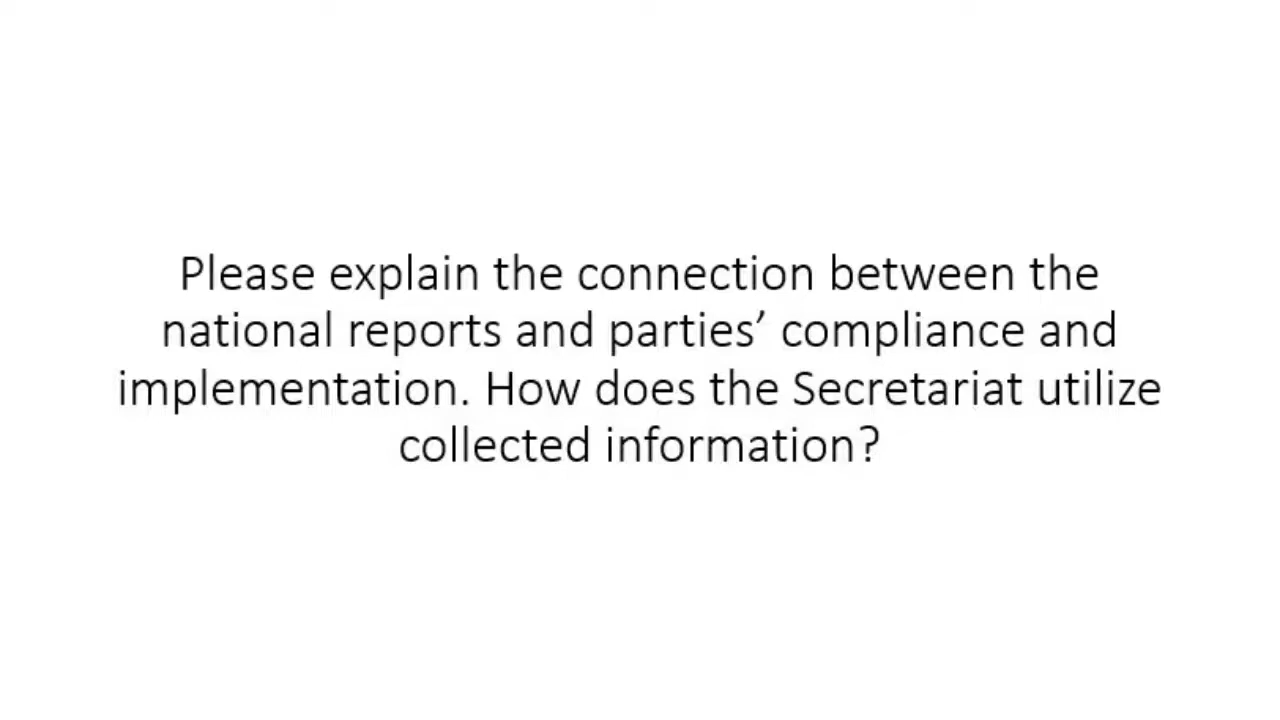 Please explain the connection between the
national reports and parties’ compliance and
implementation. How does the Secretariat utilize
collected information?